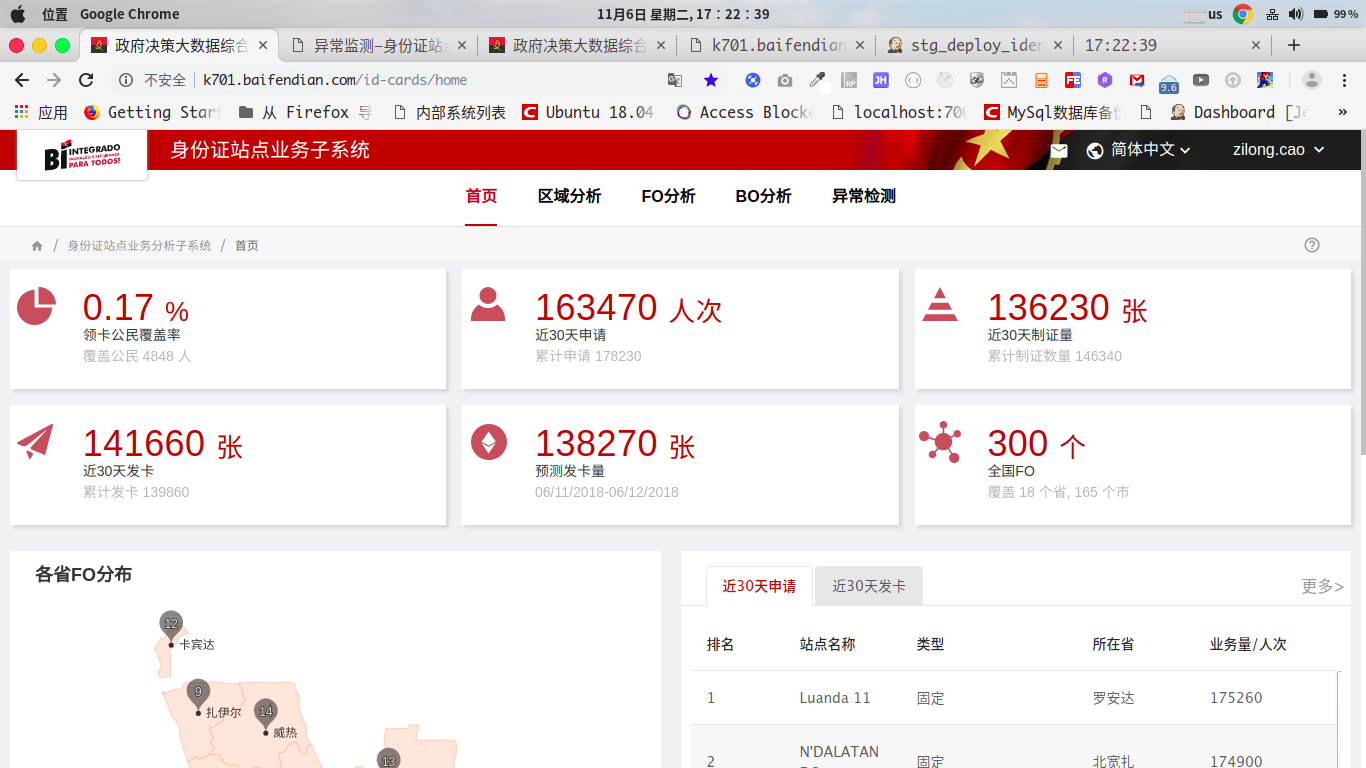 位置 Google Chrome
11月6日 星期二, 17：22：39
us
99%
政府决策大数据综合
异常监测—身份证站点
政府决策大数据综合
k701.baifendian
stg_deploy_iden
17:22:39
不安全
k701.baifendian.com/id-cards/home
9.6
应用
Getting Start
从 Firefox 导
内部系统列表
Ubuntu 18.04
Access Blocke
localhost:700
MySql数据库备份
Dashboard [Je
»
BI INTEGRADO
PARA TODOS!
身份证站点业务子系统
简体中文
zilong.cao
首页
区域分析
FO分析
BO分析
异常检测
/ 身份证站点业务分析子系统 / 首页
0.17 %
领卡公民覆盖率
覆盖公民 4848 人
163470 人次
近30天申请
累计申请 178230
136230 张
近30天制证量
累计制证数量 146340
141660 张
近30天发卡
累计发卡 139860
138270 张
预测发卡量
06/11/2018-06/12/2018
300 个
全国FO
覆盖 18 个省, 165 个市
各省FO分布
12
卡宾达
9
扎伊尔
14
威热
13
近30天申请
近30天发卡
更多>
排名 站点名称 类型 所在省 业务量/人次
1 Luanda 11 固定 罗安达 175260
2 N'DALATAN 固定 北宽扎 174900